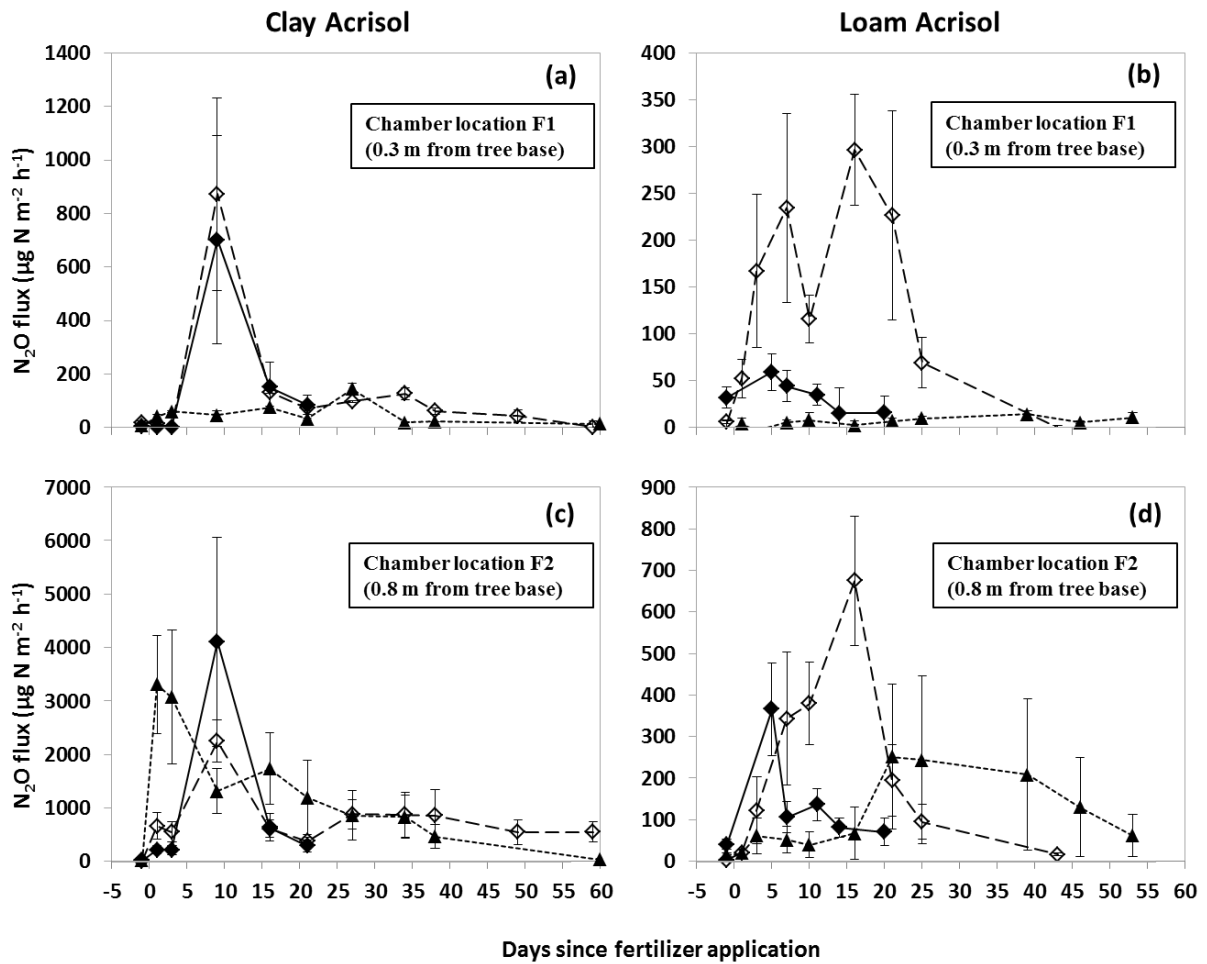 Clay Acrisol
Loam Acrisol
N₂O flux (µg N m⁻² h⁻¹)
1400
1200
1000
800
600
400
200
0
(a)
Chamber location F1
(0.3 m from tree base)
400
350
300
250
200
150
100
50
0
(b)
Chamber location F1
(0.3 m from tree base)
N₂O flux (µg N m⁻² h⁻¹)
7000
6000
5000
4000
3000
2000
1000
0
(c)
Chamber location F2
(0.8 m from tree base)
-5 0 5 10 15 20 25 30 35 40 45 50 55 60
900
800
700
600
500
400
300
200
100
0
(d)
Chamber location F2
(0.8 m from tree base)
-5 0 5 10 15 20 25 30 35 40 45 50 55 60
Days since fertilizer application